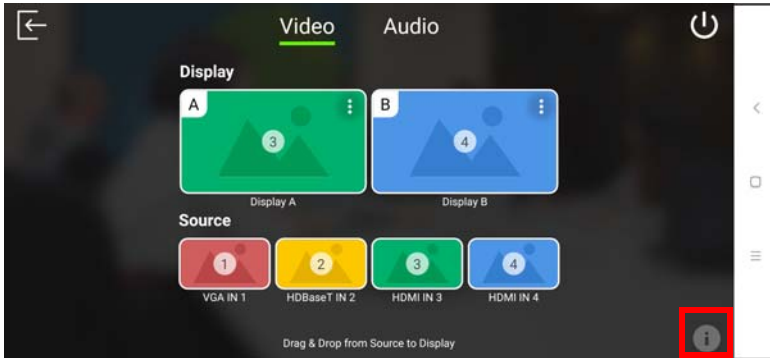 Video Audio
Display
A B
3 4
Display A Display B
Source
1 2 3 4
VGA IN 1 HDBaseT IN 2 HDMI IN 3 HDMI IN 4
Drag & Drop from Source to Display
i